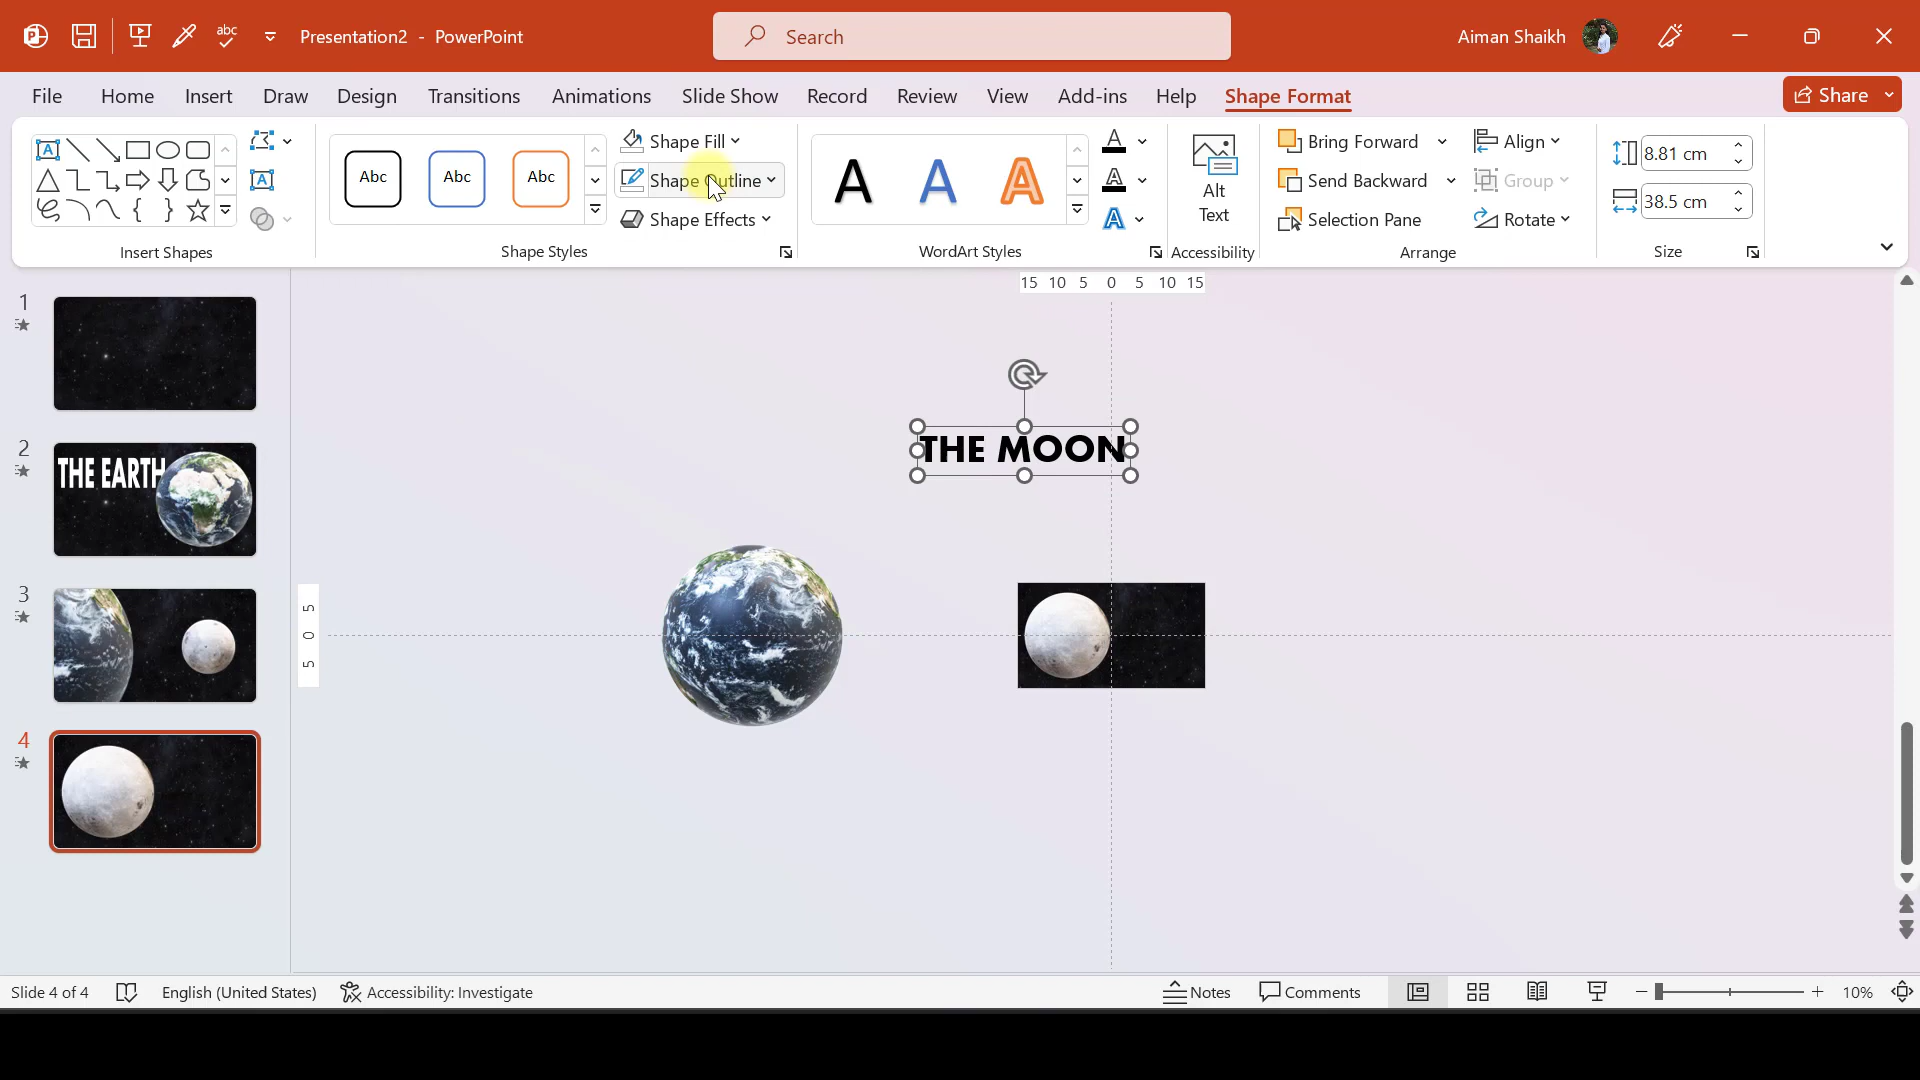 abc
Presentation2 - PowerPoint
Search
Aiman Shaikh
File Home Insert Draw Design Transitions Animations Slide Show Record Review View Add-ins Help Shape Format
Share
Abc Abc Abc
Shape Fill
Shape Outline
Shape Effects
A A A
A
A
A
Alt
Text
Bring Forward
Send Backward
Selection Pane
Align
Group
Rotate
8.81 cm
38.5 cm
Insert Shapes
Shape Styles
WordArt Styles
Accessibility
Arrange
Size
15 10 5 0 5 10 15
1
2
THE EARTH
3
4
THE MOON
5
0
5
Slide 4 of 4
English (United States)
Accessibility: Investigate
Notes
Comments
10%